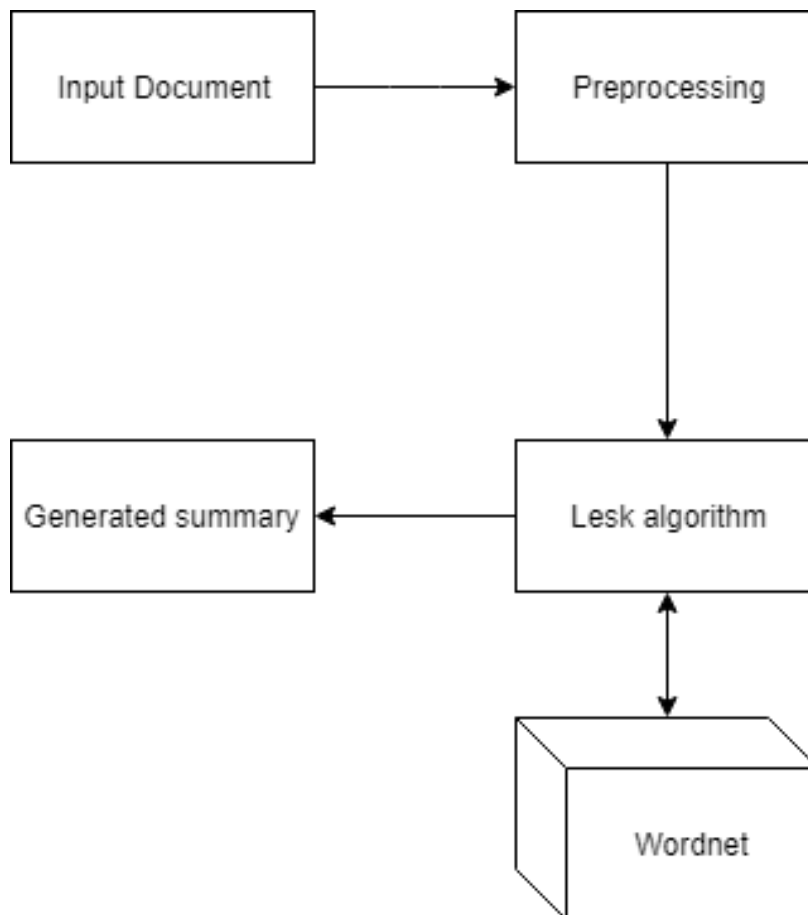 Input Document
Preprocessing
Generated summary
Lesk algorithm
Wordnet